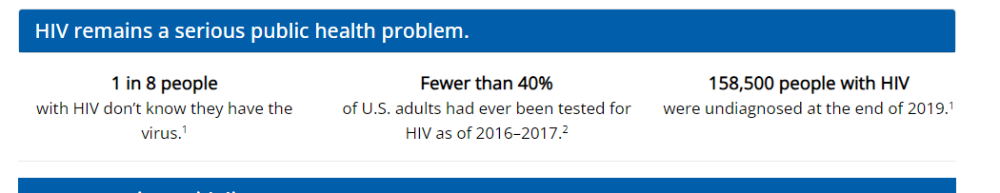 HIV remains a serious public health problem.
1 in 8 people
with HIV don't know they have the
virus.¹
Fewer than 40%
of U.S. adults had ever been tested for
HIV as of 2016–2017.²
158,500 people with HIV
were undiagnosed at the end of 2019.¹